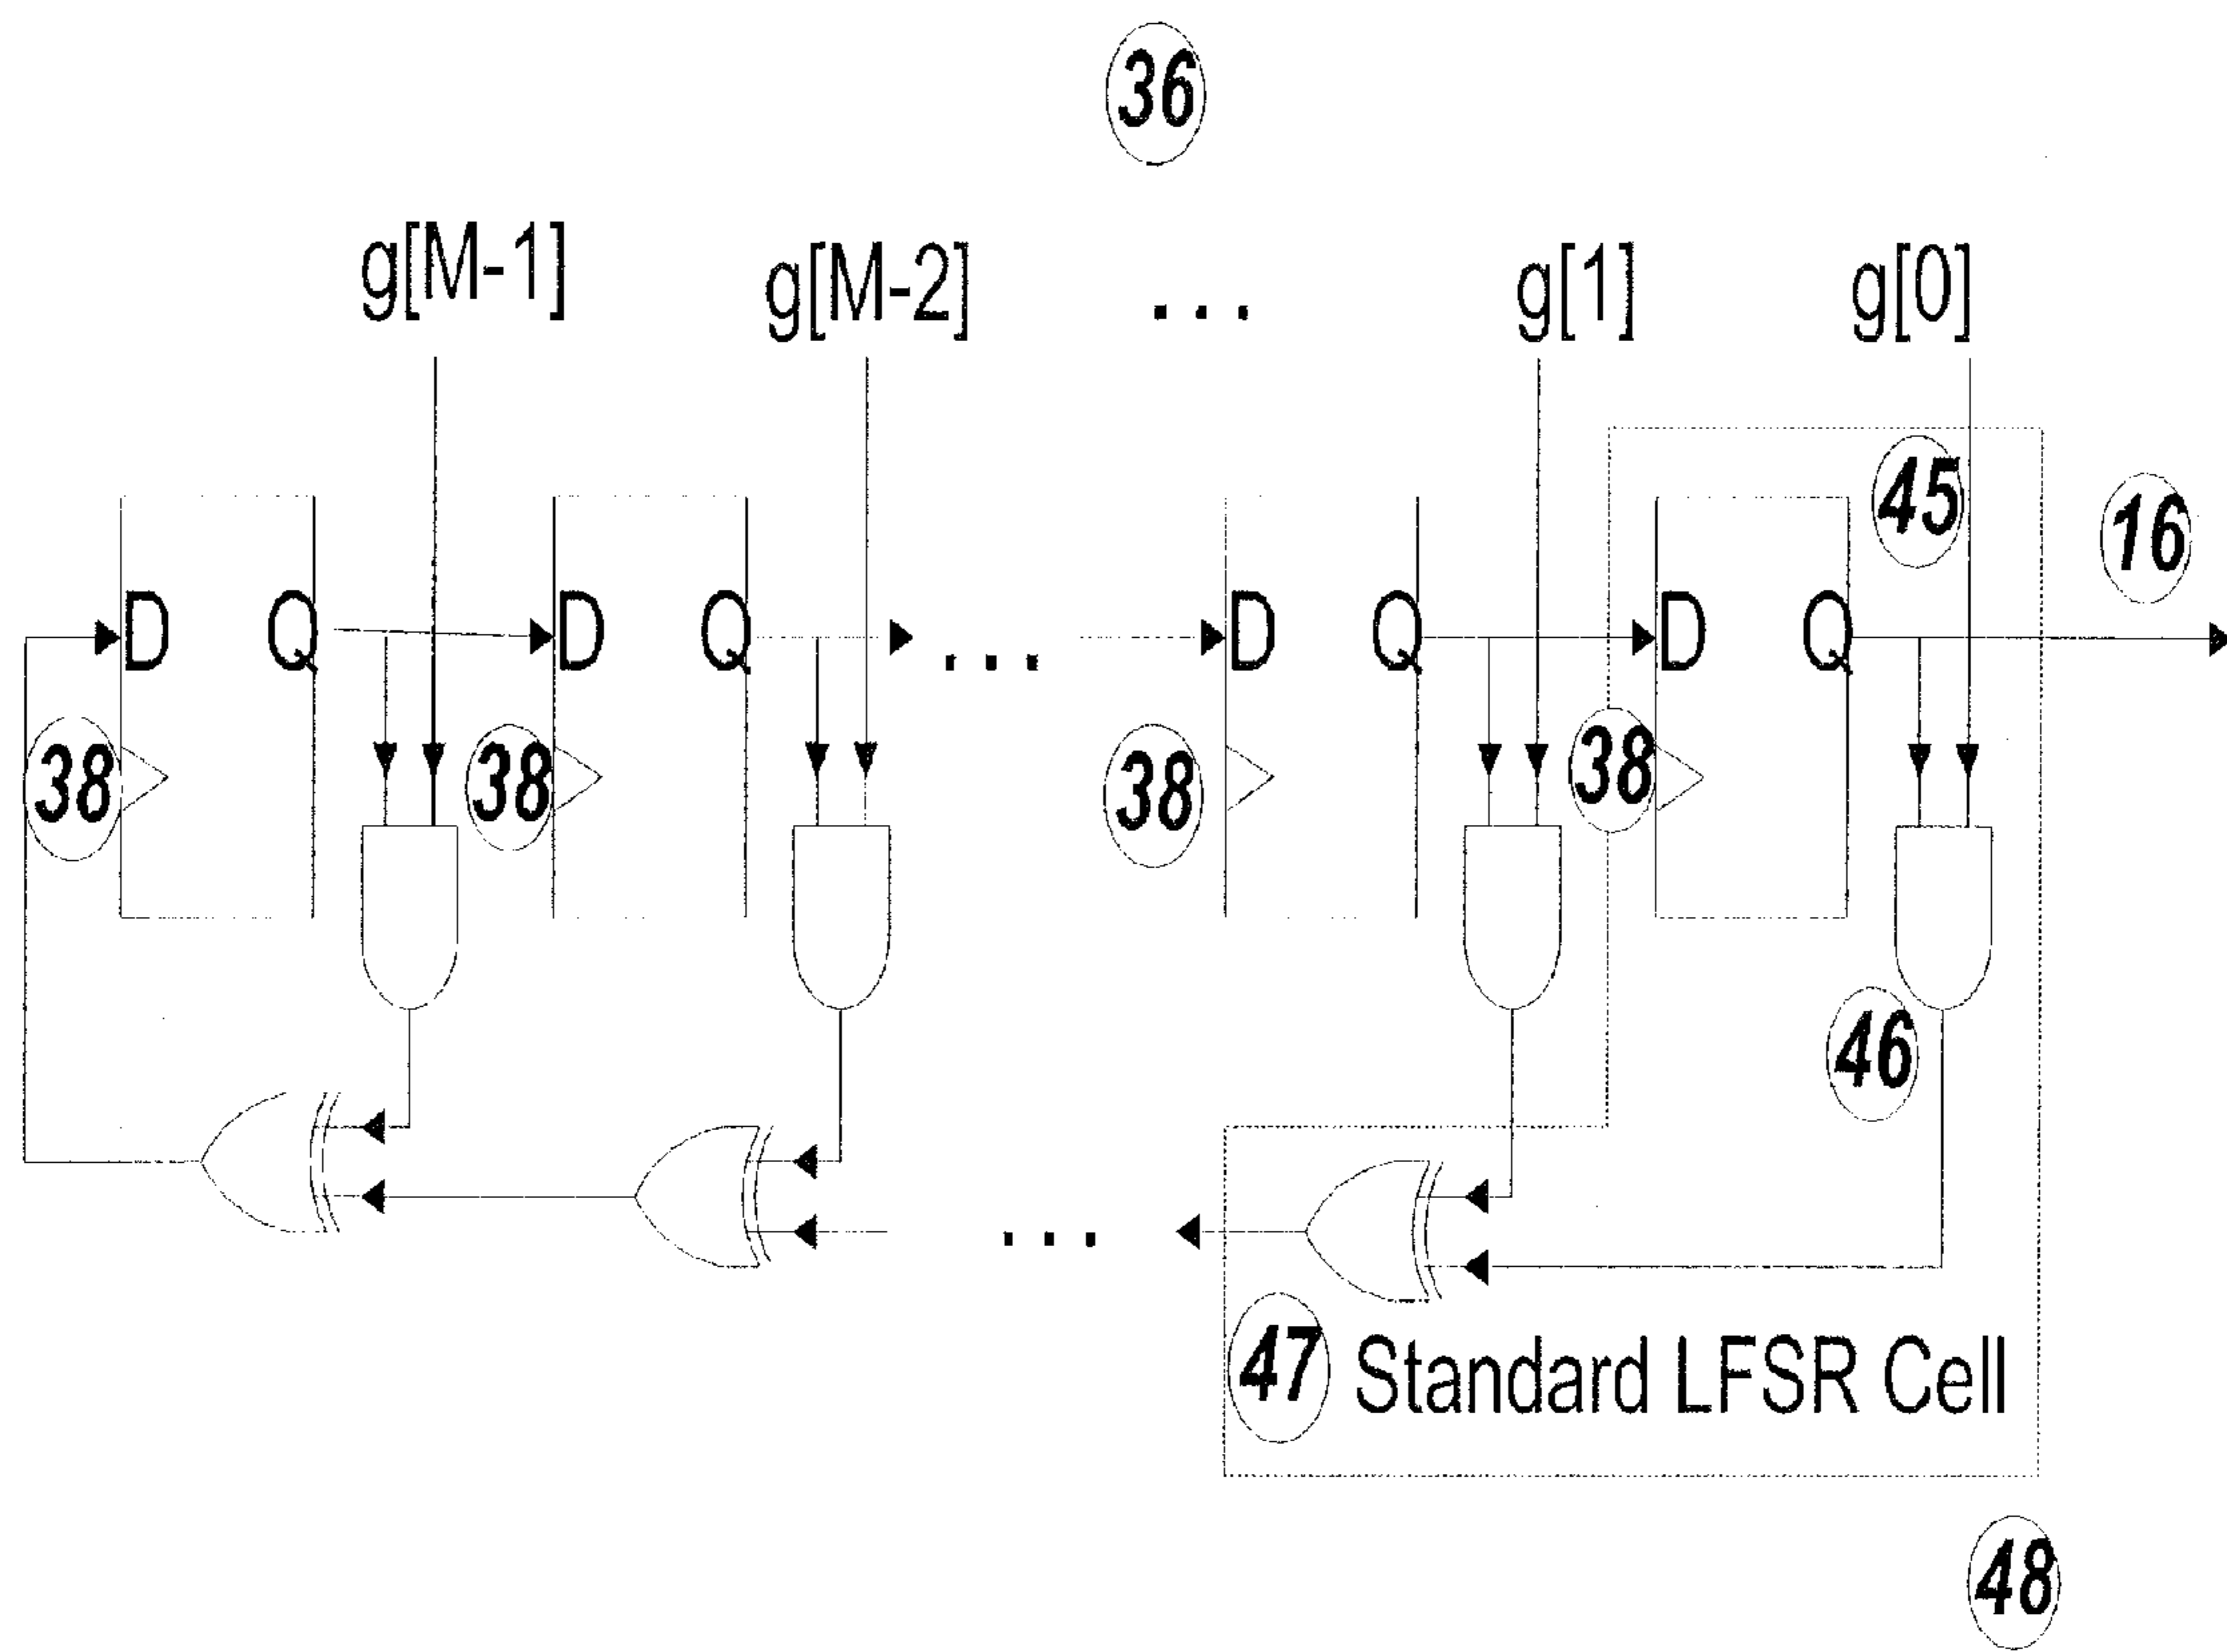 36
g[M-1] g[M-2] ... g[1] g[0]
45
16
D Q D Q ... D Q D Q
38 38 38 38
46
...
47 Standard LFSR Cell
48